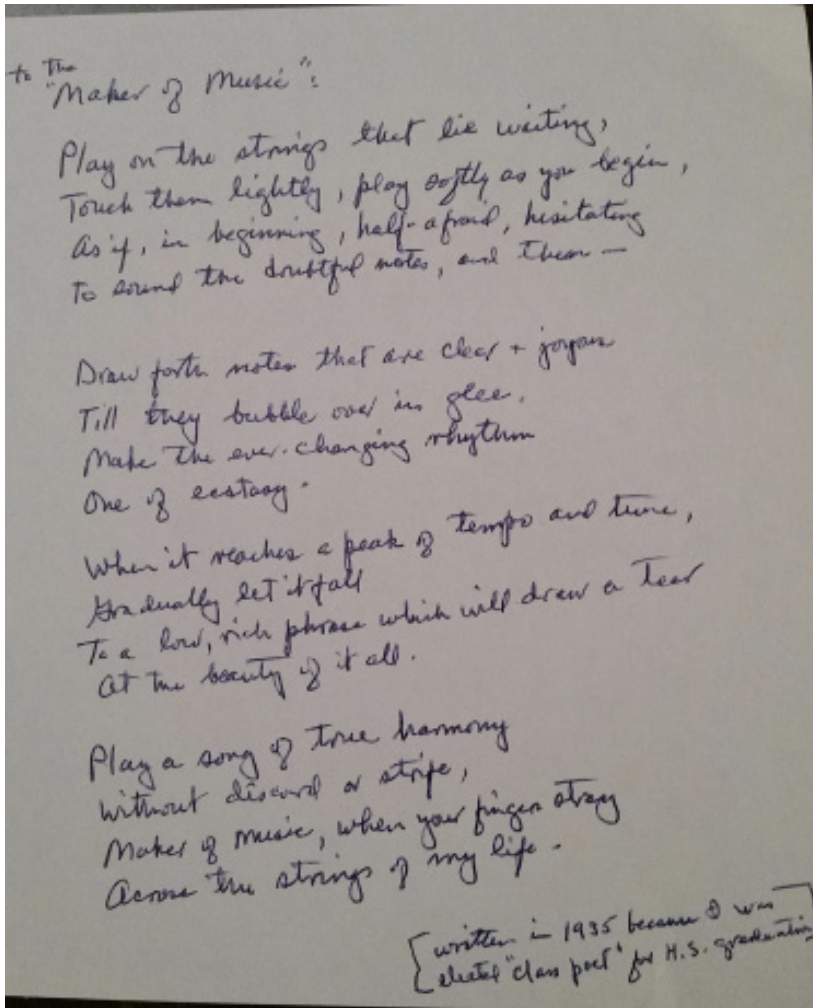 to The
"Maker of Music":
Play on the strings that lie waiting,
Touch them lightly, play softly as you begin,
As if, in beginning, half-afraid, hesitating
To sound the doubtful notes, and then —
Draw forth notes that are clear + joyous
Till they bubble over in glee.
Make the ever-changing rhythm
One of ecstasy.
When it reaches a peak of tempo and tune,
Gradually let it fall
To a low, rich phrase which will draw a tear
At the beauty of it all.
Play a song of true harmony
Without discord or strife,
Maker of music, when your fingers stray
Across the strings of my life.
[written in 1935 because I was
elected "class poet" for H.S. graduation]